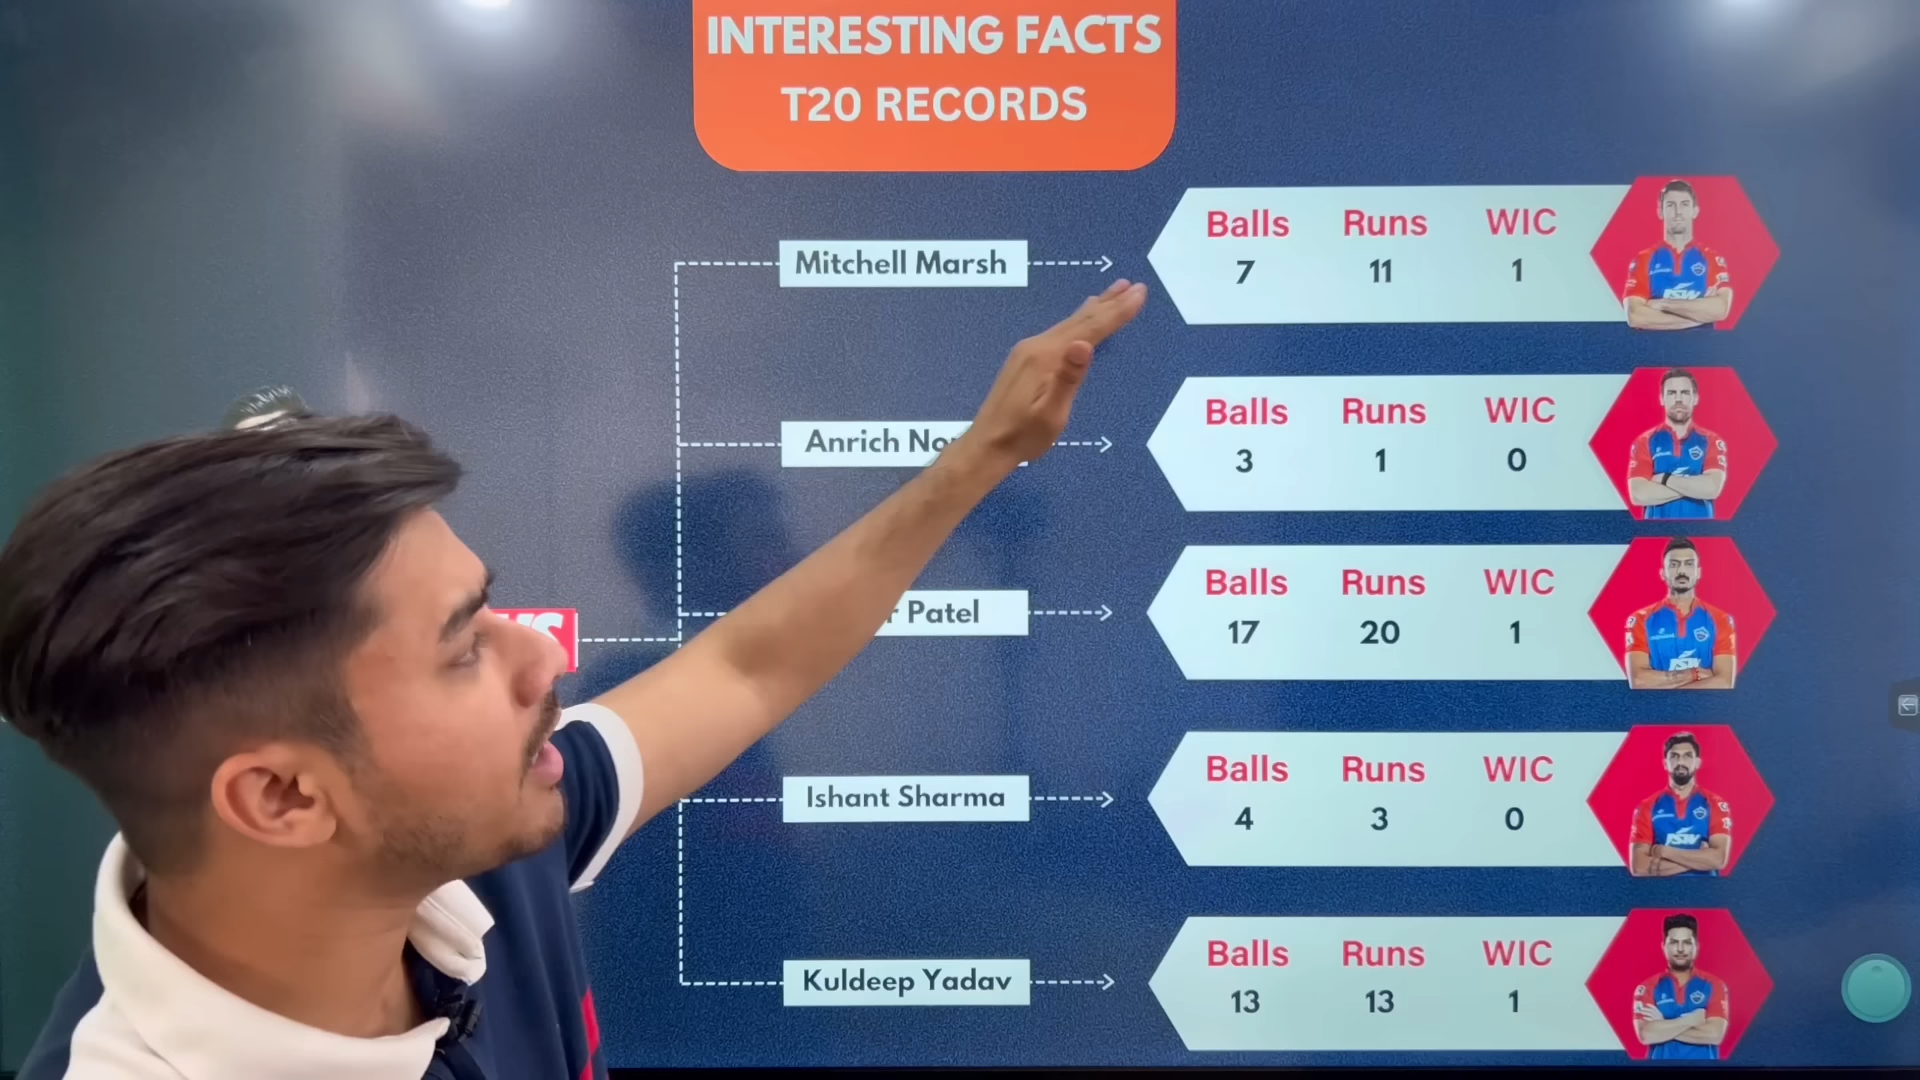 INTERESTING FACTS
T20 RECORDS
Mitchell Marsh
Balls Runs WIC
7 11 1
Anrich
Balls Runs WIC
3 1 0
Patel
Balls Runs WIC
17 20 1
Ishant Sharma
Balls Runs WIC
4 3 0
Kuldeep Yadav
Balls Runs WIC
13 13 1